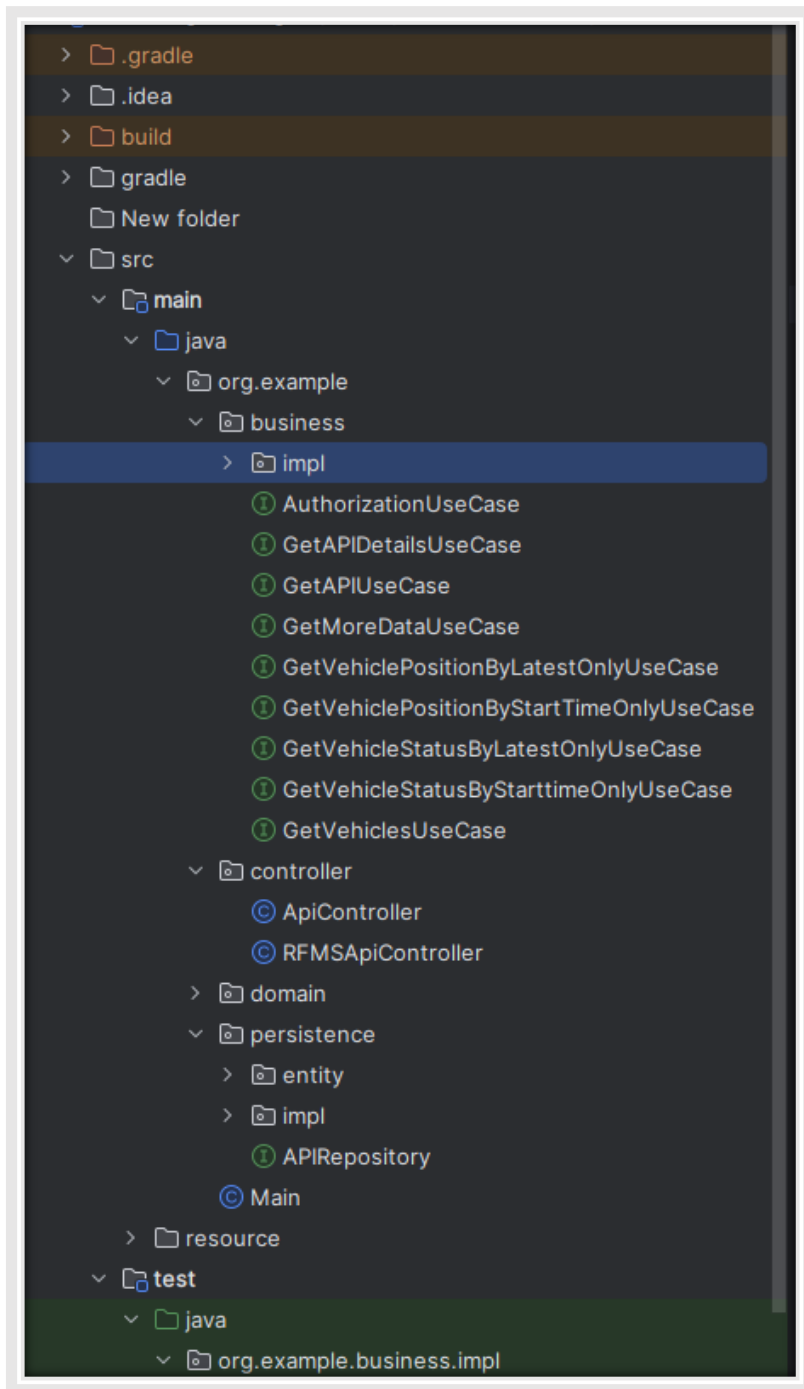 .gradle
.idea
build
gradle
New folder
src
main
java
org.example
business
impl
AuthorizationUseCase
GetAPIDetailsUseCase
GetAPIUseCase
GetMoreDataUseCase
GetVehiclePositionByLatestOnlyUseCase
GetVehiclePositionByStartTimeOnlyUseCase
GetVehicleStatusByLatestOnlyUseCase
GetVehicleStatusByStarttimeOnlyUseCase
GetVehiclesUseCase
controller
ApiController
RFMSApiController
domain
persistence
entity
impl
APIRepository
Main
resource
test
java
org.example.business.impl